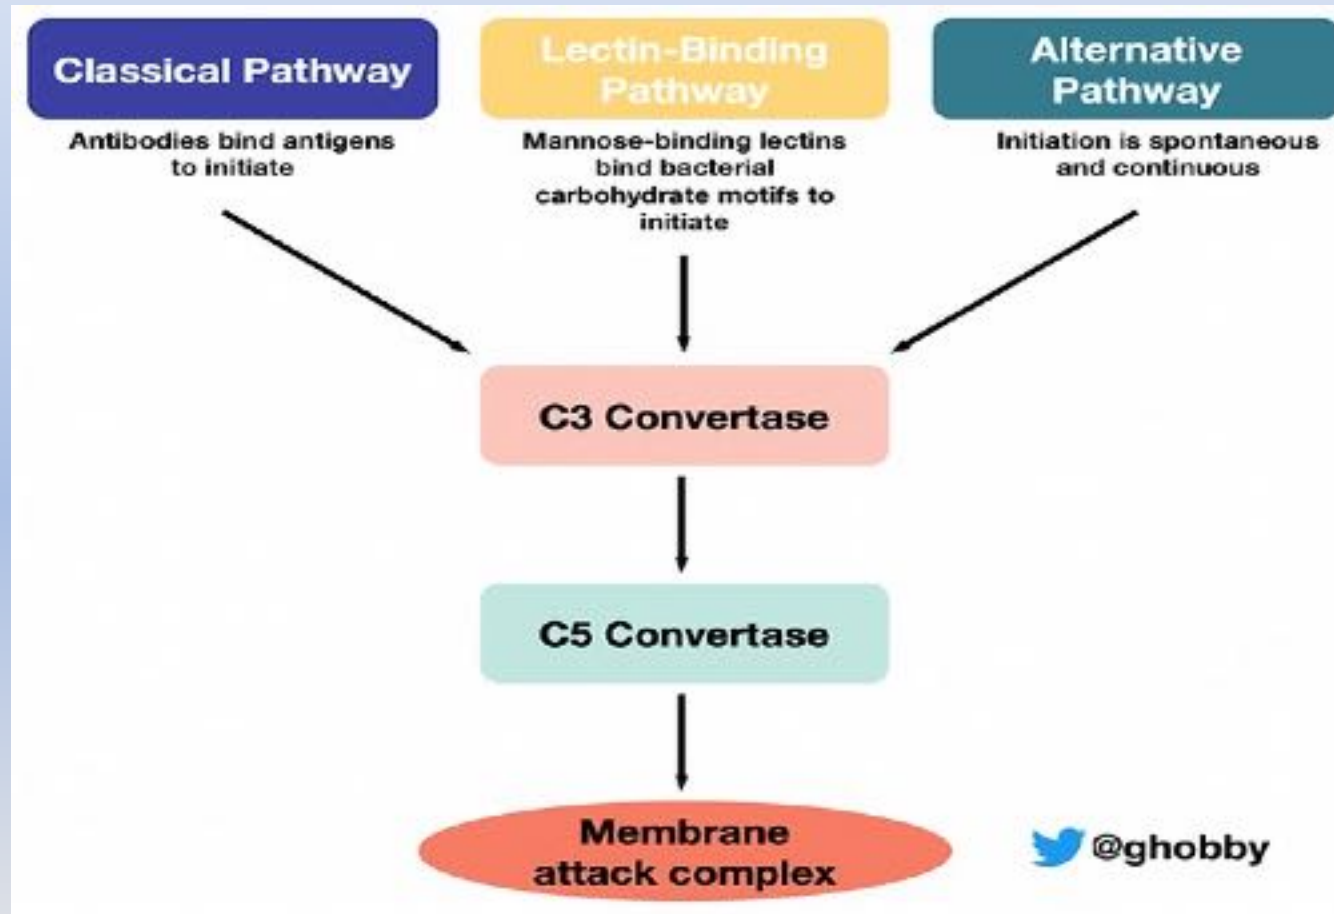 Classical Pathway
Antibodies bind antigens
to initiate
Lectin-Binding
Pathway
Mannose-binding lectins
bind bacterial
carbohydrate motifs to
initiate
Alternative
Pathway
Initiation is spontaneous
and continuous
C3 Convertase
C5 Convertase
Membrane
attack complex
@ghobby